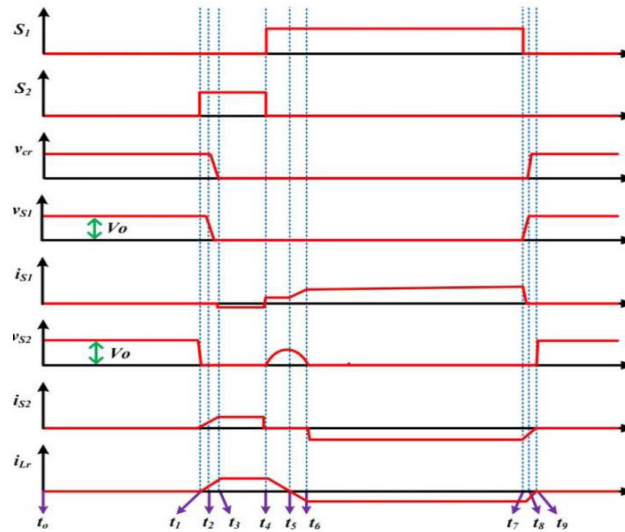 S1
S2
vcr
vS1
Vo
iS1
vS2
Vo
iS2
iLr
to t1 t2 t3 t4 t5 t6 t7 t8 t9